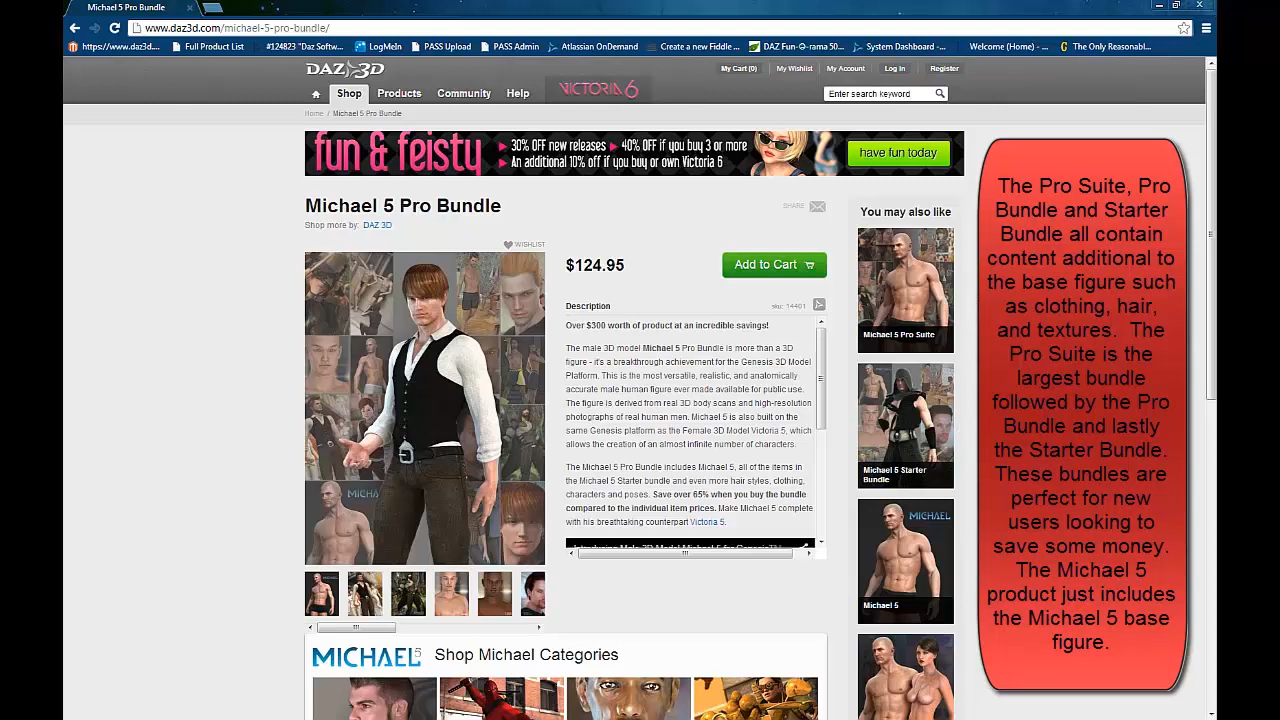 Michael 5 Pro Bundle
www.daz3d.com/michael-5-pro-bundle/
https://www.daz3d....
Full Product List
#124823 "Daz Softw...
LogMeIn
PASS Upload
PASS Admin
Atlassian OnDemand
Create a new Fiddle ...
DAZ Fun-O-rama 50...
System Dashboard -...
Welcome (Home) - ...
The Only Reasonabl...
DAZ 3D
My Cart (0)
My Wishlist
My Account
Log In
Register
Shop
Products
Community
Help
VICTORIA 6
Enter search keyword
Home / Michael 5 Pro Bundle
fun & feisty
30% OFF new releases ▸ 40% OFF if you buy 3 or more
An additional 10% off if you buy or own Victoria 6
have fun today
Michael 5 Pro Bundle
SHARE
Shop more by: DAZ 3D
WISHLIST
$124.95
Add to Cart
Description
sku: 14401
Over $300 worth of product at an incredible savings!
The male 3D model Michael 5 Pro Bundle is more than a 3D
figure - it's a breakthrough achievement for the Genesis 3D Model
Platform. This is the most versatile, realistic, and anatomically
accurate male human figure ever made available for public use.
The figure is derived from real 3D body scans and high-resolution
photographs of real human men. Michael 5 is also built on the
same Genesis platform as the Female 3D Model Victoria 5, which
allows the creation of an almost infinite number of characters.
The Michael 5 Pro Bundle includes Michael 5, all of the items in
the Michael 5 Starter bundle and even more hair styles, clothing,
characters and poses. Save over 65% when you buy the bundle
compared to the individual item prices. Make Michael 5 complete
with his breathtaking counterpart Victoria 5.
MICHA
MICHAEL5
Shop Michael Categories
You may also like
Michael 5 Pro Suite
Michael 5 Starter
Bundle
MICHAEL
Michael 5
The Pro Suite, Pro
Bundle and Starter
Bundle all contain
content additional to
the base figure such
as clothing, hair,
and textures. The
Pro Suite is the
largest bundle
followed by the Pro
Bundle and lastly
the Starter Bundle.
These bundles are
perfect for new
users looking to
save some money.
The Michael 5
product just includes
the Michael 5 base
figure.